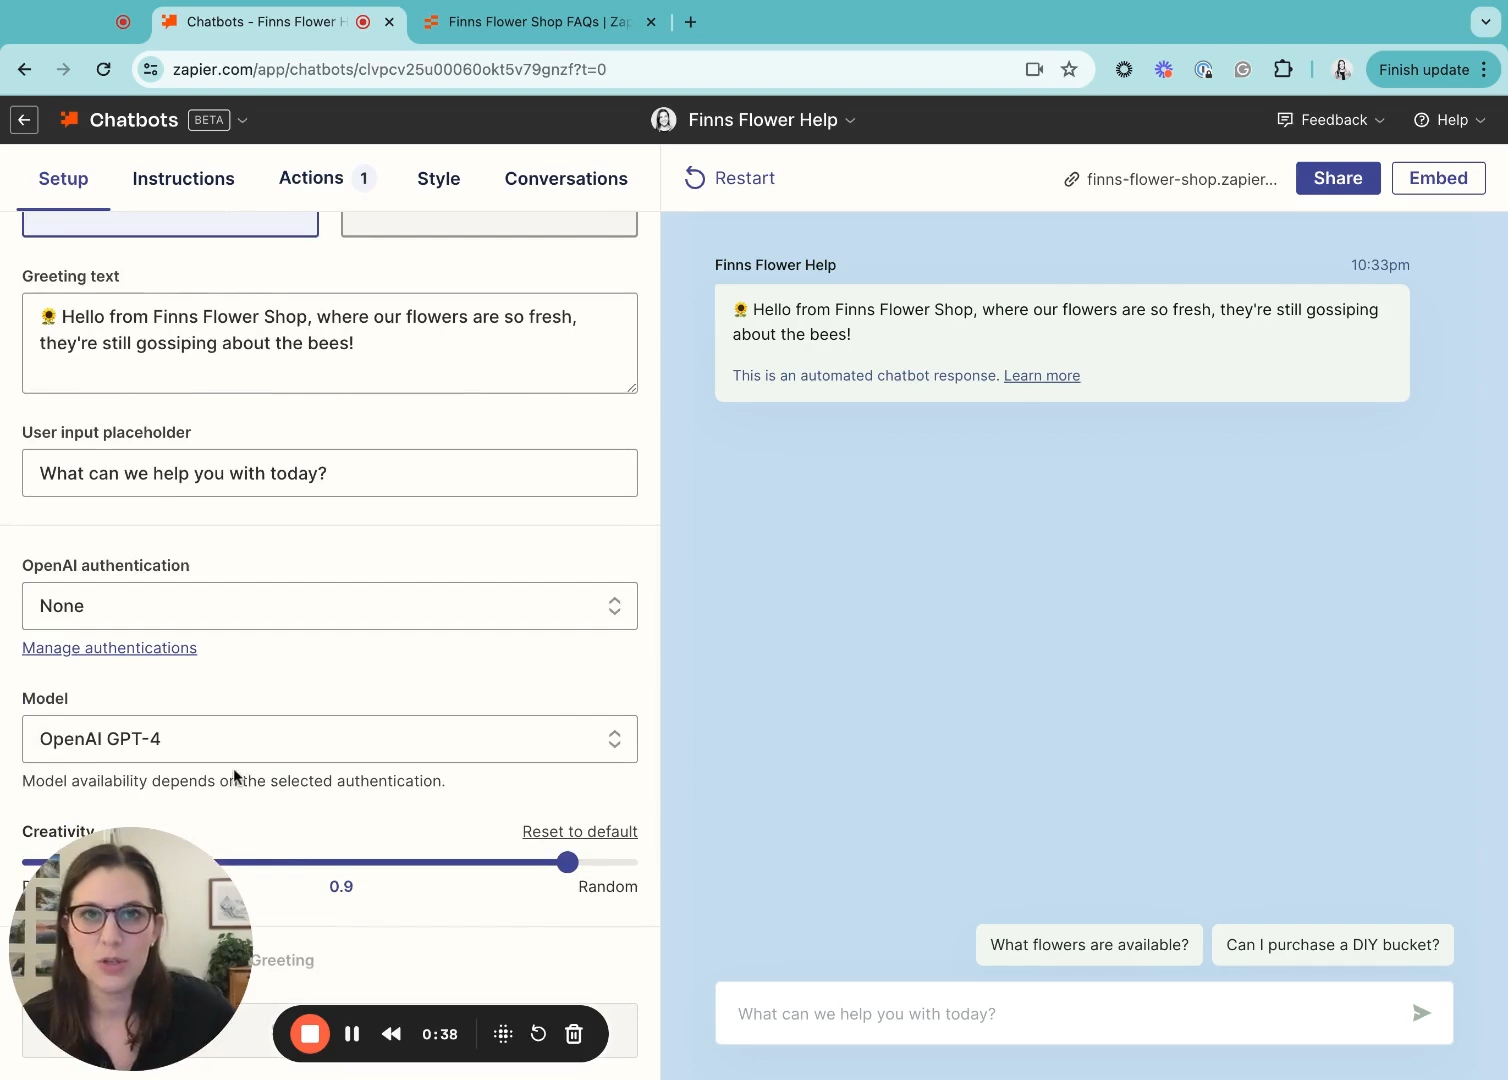 Chatbots - Finns Flower H
Finns Flower Shop FAQs | Zap
zapier.com/app/chatbots/clvpcv25u00060okt5v79gnzf?t=0
Finish update
Chatbots BETA
Finns Flower Help
Feedback
Help
Setup
Instructions
Actions 1
Style
Conversations
Restart
finns-flower-shop.zapier...
Share
Embed
Greeting text
🌻 Hello from Finns Flower Shop, where our flowers are so fresh,
they're still gossiping about the bees!
User input placeholder
What can we help you with today?
OpenAI authentication
None
Manage authentications
Model
OpenAI GPT-4
Model availability depends on the selected authentication.
Creativity
Reset to default
0.9
Random
Greeting
0:38
Finns Flower Help
10:33pm
🌻 Hello from Finns Flower Shop, where our flowers are so fresh, they're still gossiping
about the bees!
This is an automated chatbot response. Learn more
What flowers are available?
Can I purchase a DIY bucket?
What can we help you with today?